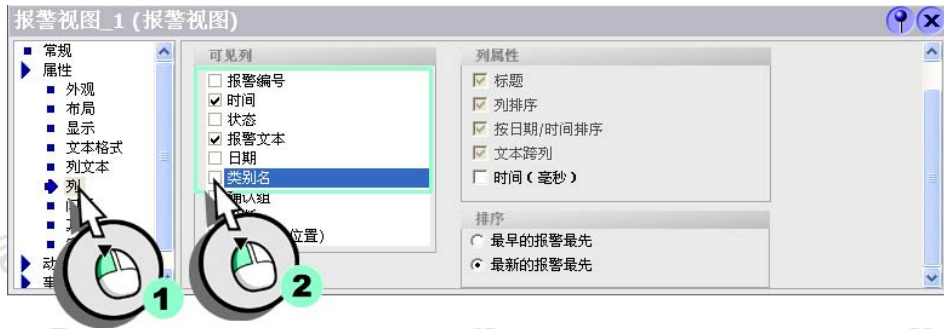 报警视图_1 (报警视图)
常规
属性
外观
布局
显示
文本格式
列文本
列
可见列
报警编号
时间
状态
报警文本
日期
类别名
确认组
位置)
列属性
标题
列排序
按日期/时间排序
文本跨列
时间 ( 毫秒 )
排序
最早的报警最先
最新的报警最先
1
2